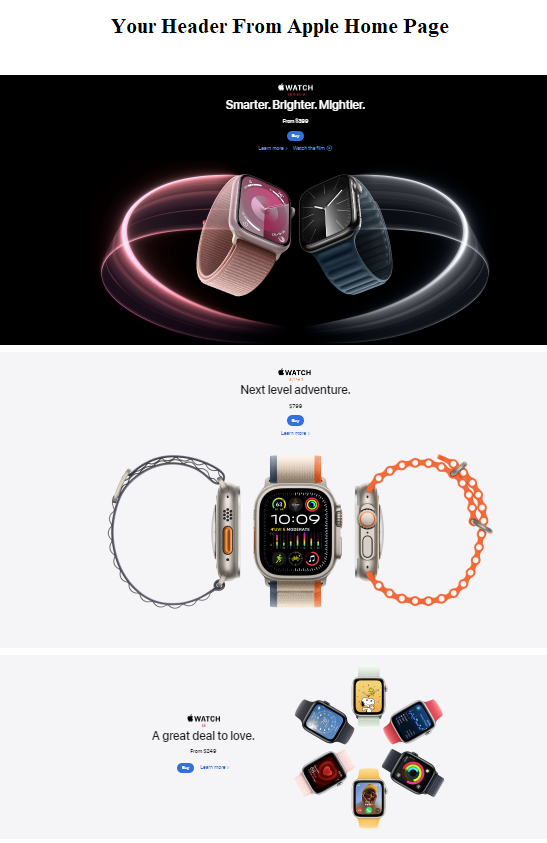 Your Header From Apple Home Page
WATCH
SERIES 9
Smarter. Brighter. Mightier.
From $399
Buy
Learn more >
Watch the film
WATCH
ULTRA 2
Next level adventure.
$799
Buy
Learn more >
10:09
WATCH
SE
A great deal to love.
From $249
Buy
Learn more >